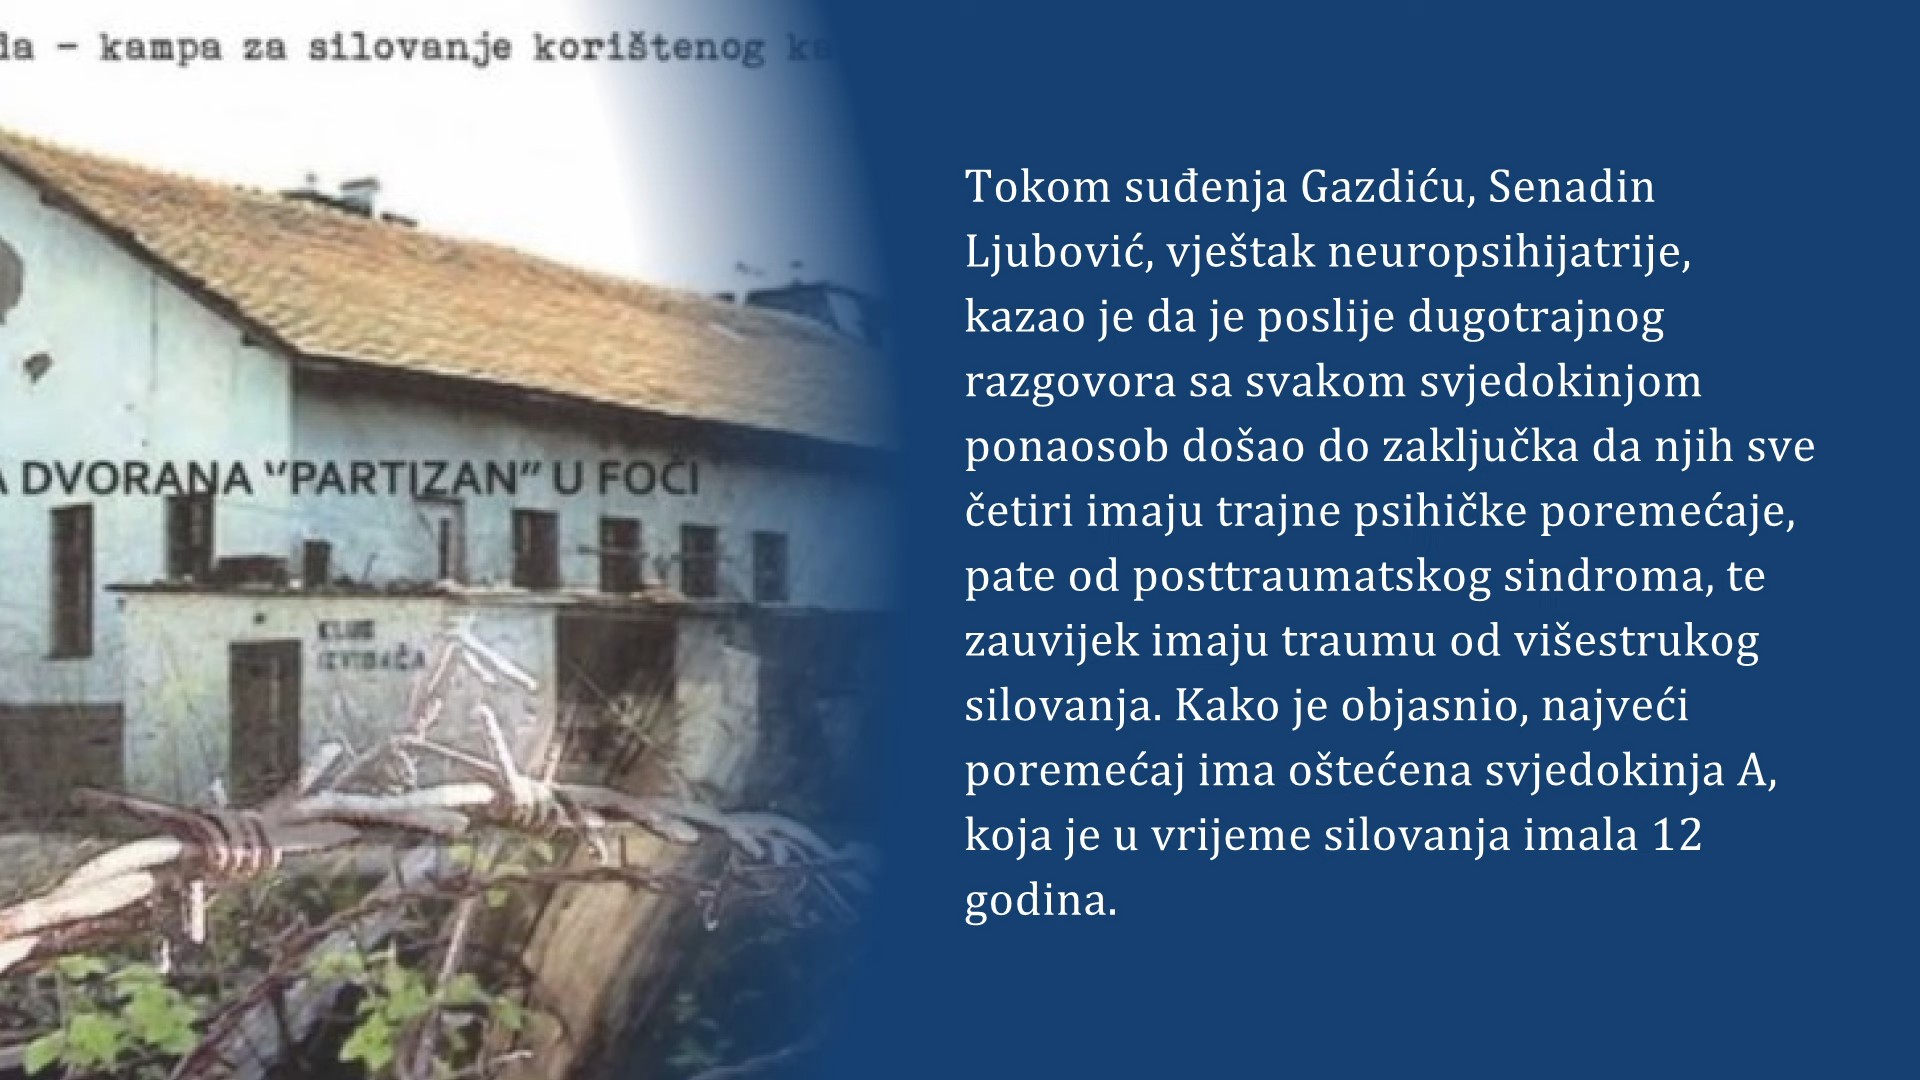 da - kampa za silovanje korištenog ka
A DVORANA "PARTIZAN" U FOČI
KLUB
IZVIĐAČA
Tokom suđenja Gazdiću, Senadin
Ljubović, vještak neuropsihijatrije,
kazao je da je poslije dugotrajnog
razgovora sa svakom svjedokinjom
ponaosob došao do zaključka da njih sve
četiri imaju trajne psihičke poremećaje,
pate od posttraumatskog sindroma, te
zauvijek imaju traumu od višestrukog
silovanja. Kako je objasnio, najveći
poremećaj ima oštećena svjedokinja A,
koja je u vrijeme silovanja imala 12
godina.